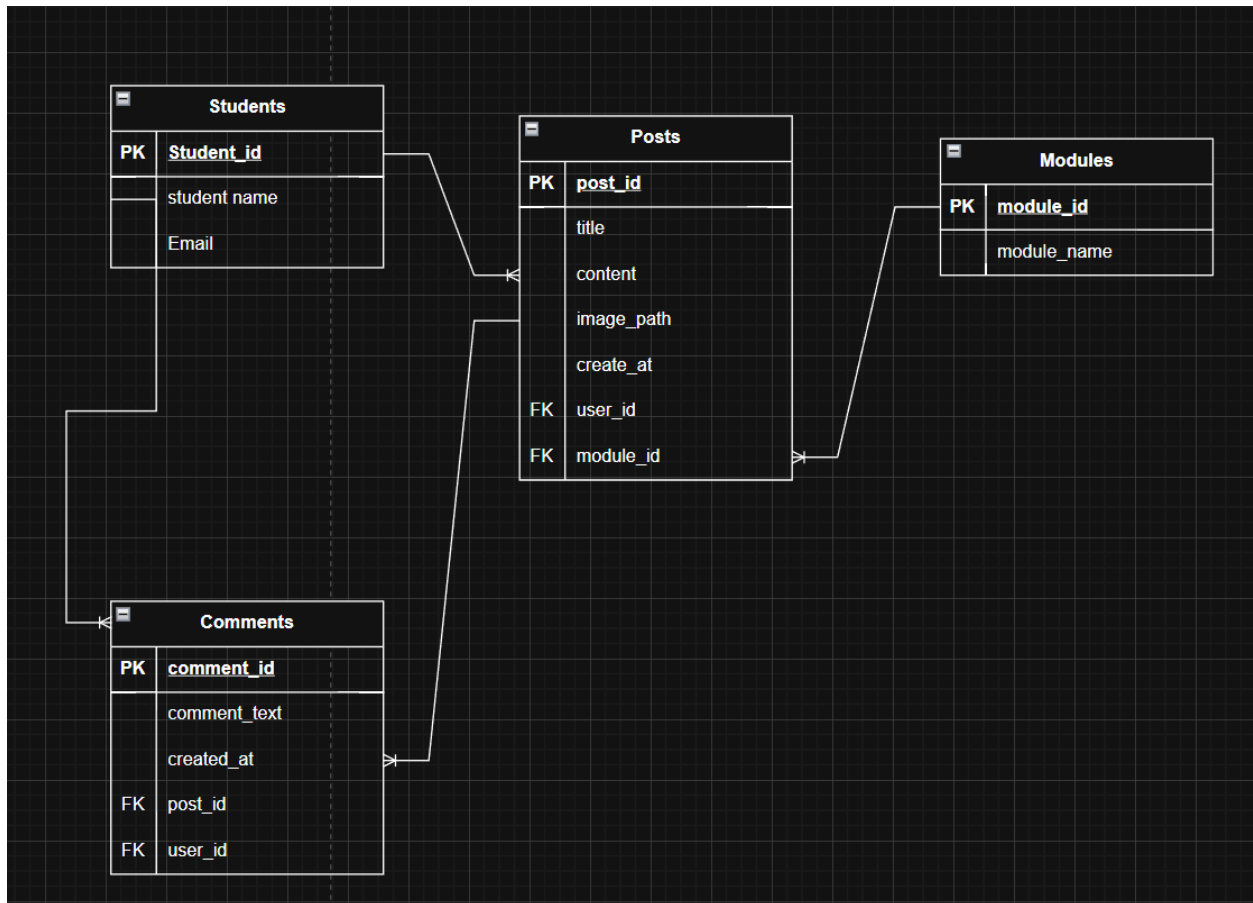 Students
PK Student_id
student name
Email
Posts
PK post_id
title
content
image_path
create_at
FK user_id
FK module_id
Modules
PK module_id
module_name
Comments
PK comment_id
comment_text
created_at
FK post_id
FK user_id